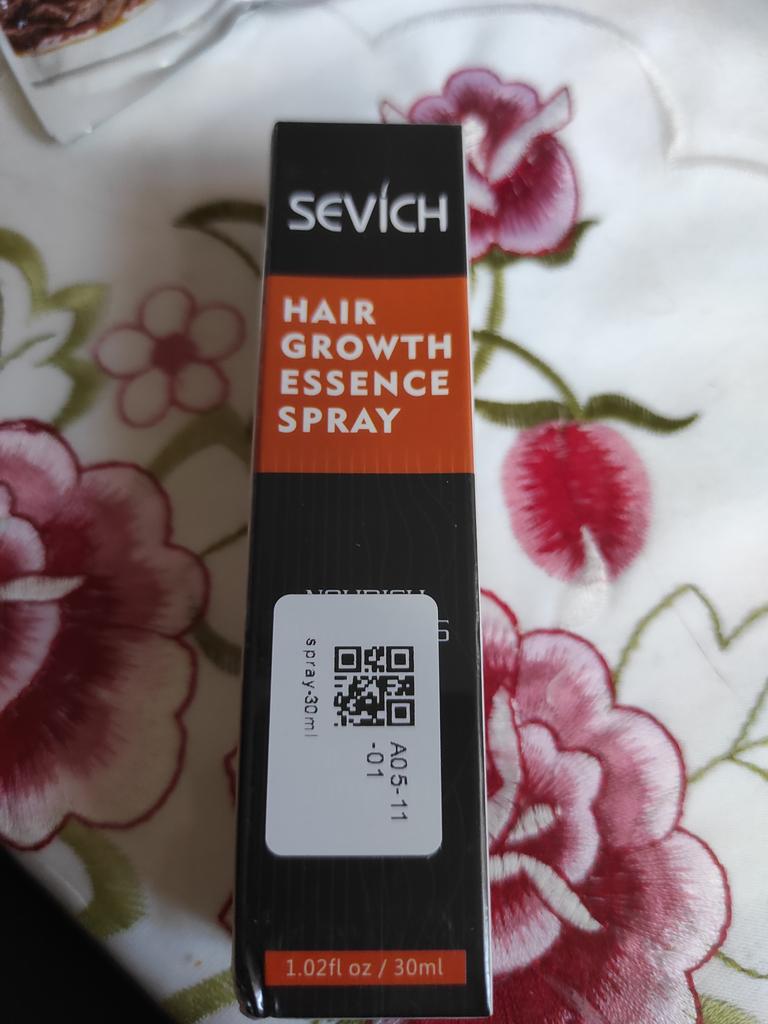 SEVICH
HAIR
GROWTH
ESSENCE
SPRAY
spray-30ml
A05-11
-01
1.02fl oz / 30ml